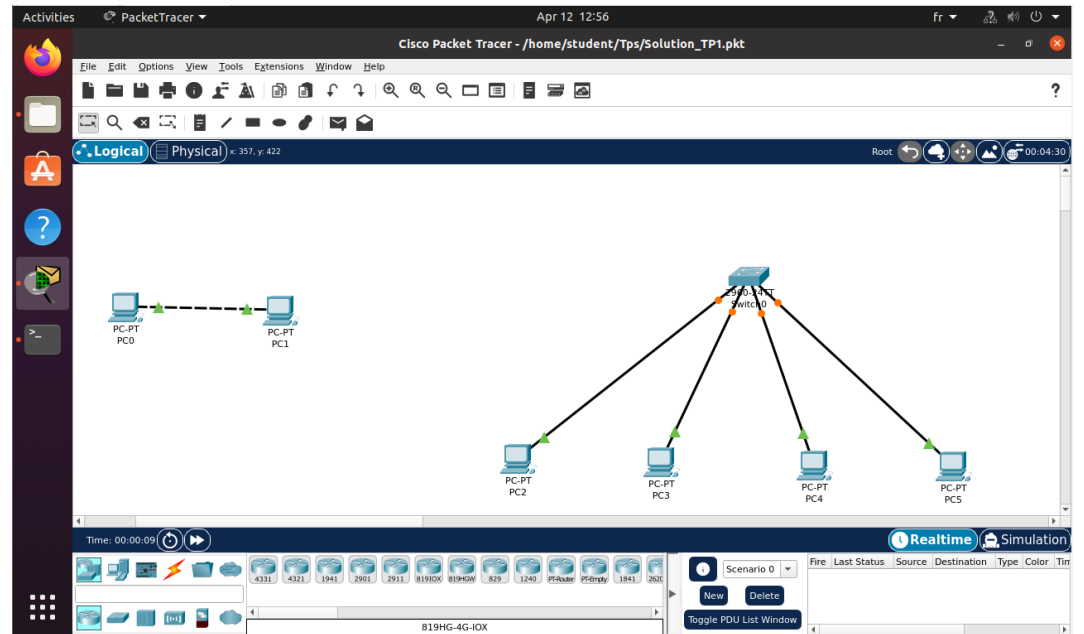 Activities PacketTracer Apr 12 12:56 fr
Cisco Packet Tracer - /home/student/Tps/Solution_TP1.pkt
File Edit Options View Tools Extensions Window Help
?
Logical Physical x: 357, y: 422 Root 00:04:30
2960-24TT
Switch0
PC-PT
PC0
PC-PT
PC1
PC-PT
PC2
PC-PT
PC3
PC-PT
PC4
PC-PT
PC5
Time: 00:00:09 Realtime Simulation
4331 4321 1941 2901 2911 819IOX 819HGW 829 1240 PT-Router PT-Empty 1841 2620
Scenario 0
Fire Last Status Source Destination Type Color Tim
New Delete
Toggle PDU List Window
819HG-4G-IOX